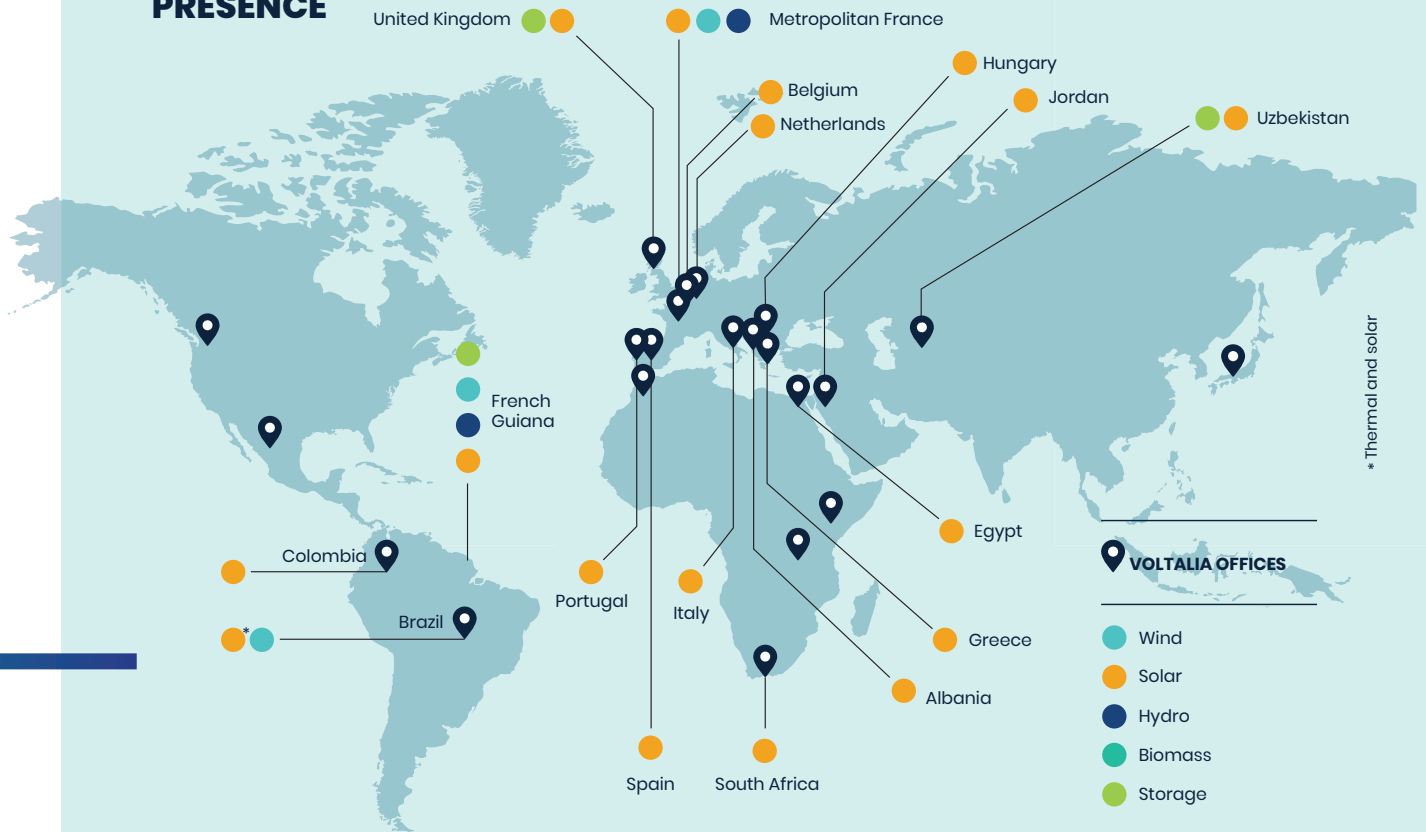 PRESENCE
United Kingdom
Metropolitan France
Hungary
Belgium
Jordan
Netherlands
Uzbekistan
* Thermal and solar
French
Guiana
Egypt
Colombia
VOLTALIA OFFICES
Portugal
Italy
Brazil
*
Greece
Wind
Solar
Albania
Hydro
Biomass
Spain
South Africa
Storage